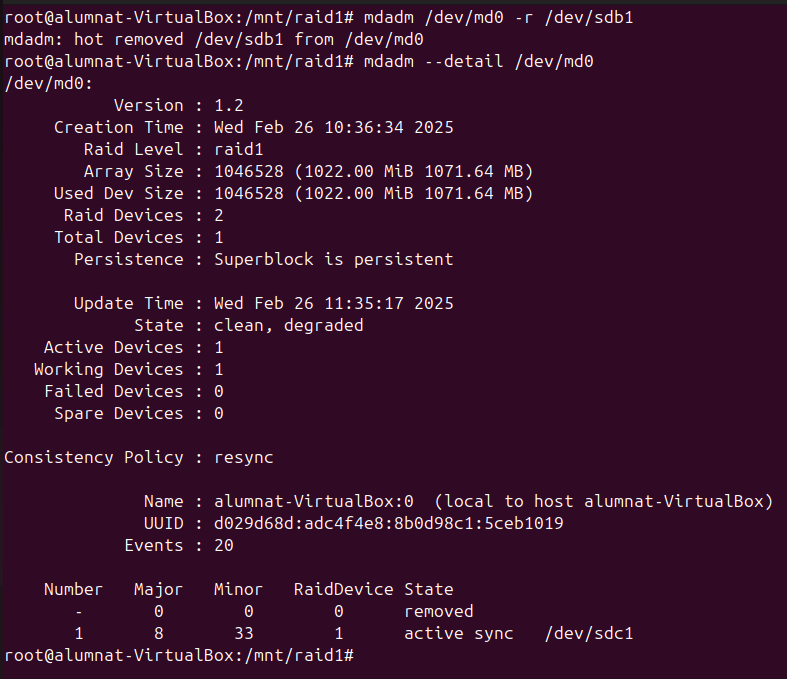 root@alumnat-VirtualBox:/mnt/raid1# mdadm /dev/md0 -r /dev/sdb1
mdadm: hot removed /dev/sdb1 from /dev/md0
root@alumnat-VirtualBox:/mnt/raid1# mdadm --detail /dev/md0
/dev/md0:
Version : 1.2
Creation Time : Wed Feb 26 10:36:34 2025
Raid Level : raid1
Array Size : 1046528 (1022.00 MiB 1071.64 MB)
Used Dev Size : 1046528 (1022.00 MiB 1071.64 MB)
Raid Devices : 2
Total Devices : 1
Persistence : Superblock is persistent
Update Time : Wed Feb 26 11:35:17 2025
State : clean, degraded
Active Devices : 1
Working Devices : 1
Failed Devices : 0
Spare Devices : 0
Consistency Policy : resync
Name : alumnat-VirtualBox:0  (local to host alumnat-VirtualBox)
UUID : d029d68d:adc4f4e8:8b0d98c1:5ceb1019
Events : 20
Number   Major   Minor   RaidDevice State
-       0        0        0      removed
1       8       33        1      active sync   /dev/sdc1
root@alumnat-VirtualBox:/mnt/raid1#